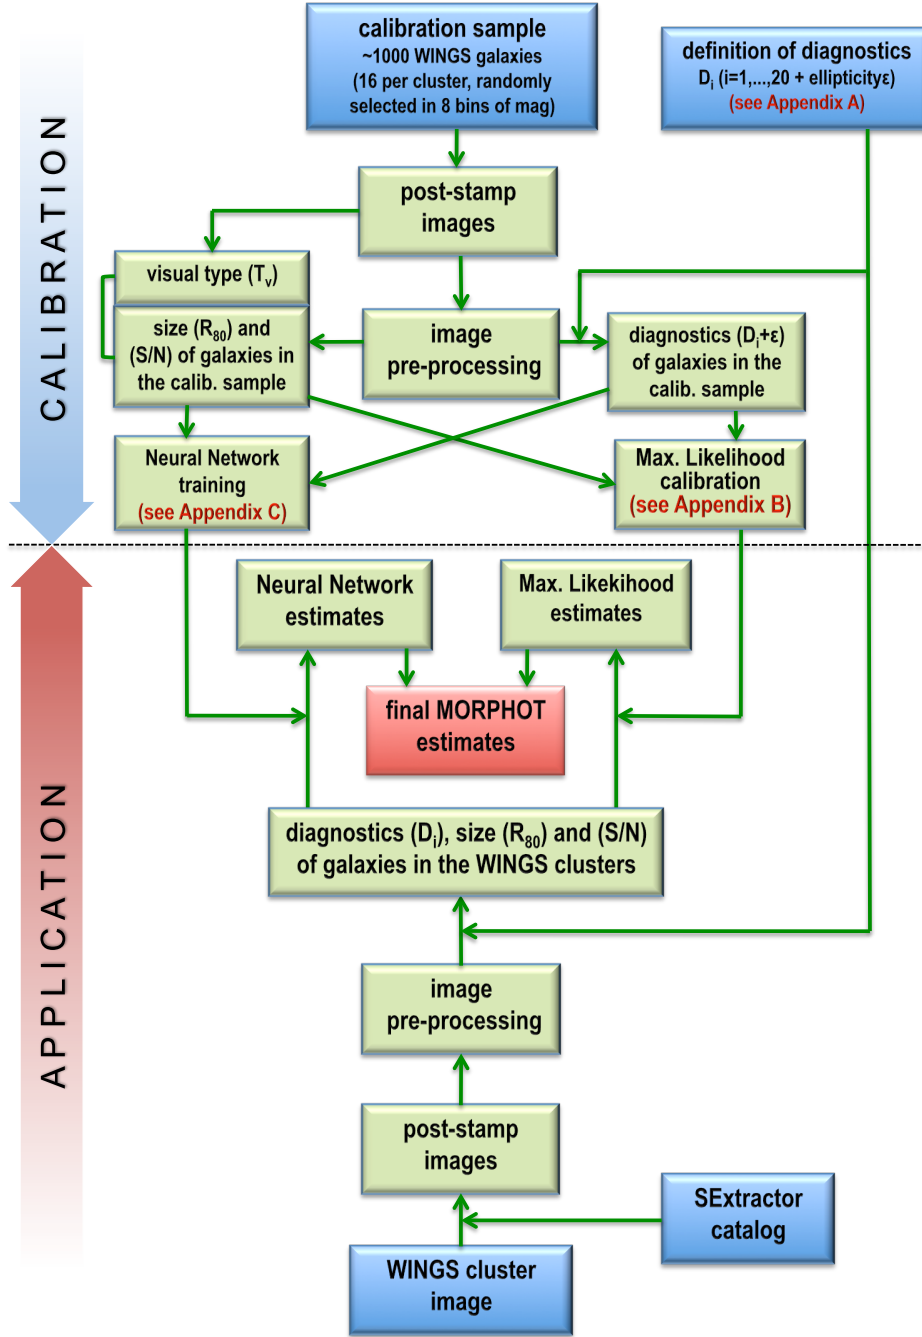 calibration sample
~1000 WINGS galaxies
(16 per cluster, randomly
selected in 8 bins of mag)
definition of diagnostics
Di (i=1,...,20 + ellipticityε)
(see Appendix A)
CALIBRATION
post-stamp
images
visual type (Tv)
size (R80) and
(S/N) of galaxies in
the calib. sample
image
pre-processing
diagnostics (Di+ε)
of galaxies in the
calib. sample
Neural Network
training
(see Appendix C)
Max. Likelihood
calibration
(see Appendix B)
APPLICATION
Neural Network
estimates
Max. Likekihood
estimates
final MORPHOT
estimates
diagnostics (Di), size (R80) and (S/N)
of galaxies in the WINGS clusters
image
pre-processing
post-stamp
images
SExtractor
catalog
WINGS cluster
image